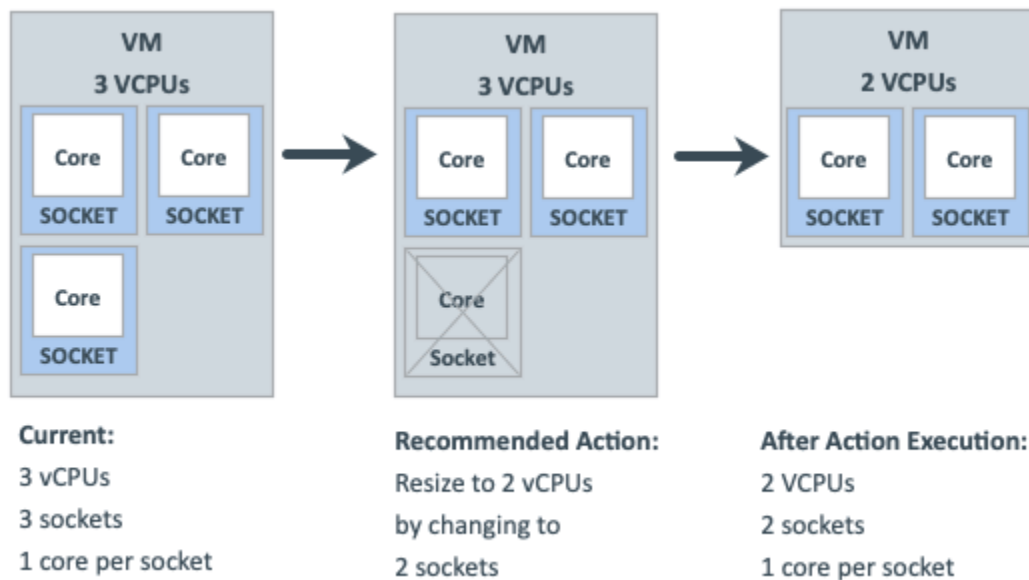 VM
3 VCPUs
Core
SOCKET
Core
SOCKET
Core
SOCKET
Current:
3 vCPUs
3 sockets
1 core per socket
VM
3 VCPUs
Core
SOCKET
Core
SOCKET
Core
Socket
Recommended Action:
Resize to 2 vCPUs
by changing to
2 sockets
VM
2 VCPUs
Core
SOCKET
Core
SOCKET
After Action Execution:
2 VCPUs
2 sockets
1 core per socket